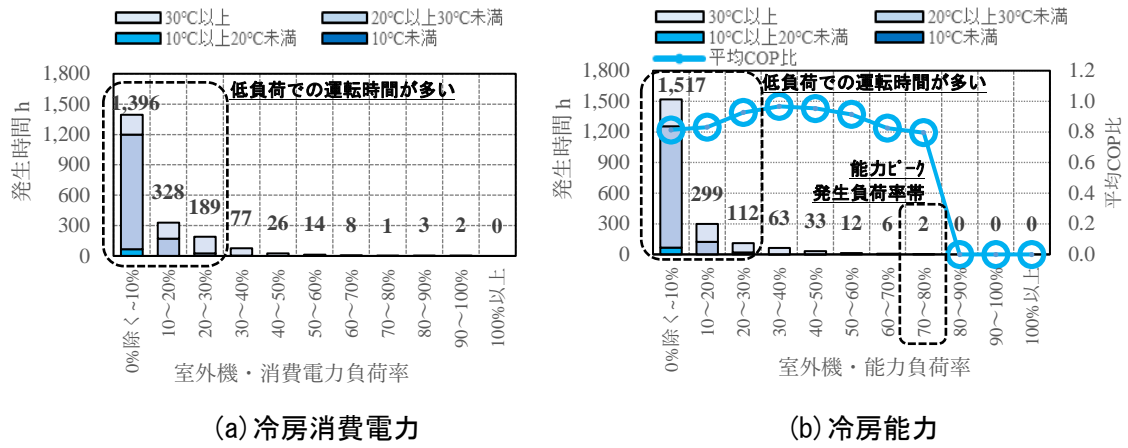 30℃以上
20℃以上30℃未満
10℃以上20℃未満
10℃未満
1,800
1,500
1,200
900
600
300
0
発生時間 h
低負荷での運転時間が多い
1,396
328
189
77
26
14
8
1
3
2
0
0%除く~10%
10～20%
20～30%
30～40%
40～50%
50～60%
60～70%
70～80%
80～90%
90～100%
100%以上
室外機・消費電力負荷率
(a) 冷房消費電力
30℃以上
20℃以上30℃未満
10℃以上20℃未満
10℃未満
平均COP比
1,800
1,500
1,200
900
600
300
0
発生時間 h
低負荷での運転時間が多い
1,517
299
112
63
33
12
6
2
0
0
0
能力ピーク
発生負荷率帯
1.2
1.0
0.8
0.6
0.4
0.2
0.0
平均COP比
0%除く~10%
10～20%
20～30%
30～40%
40～50%
50～60%
60～70%
70～80%
80～90%
90～100%
100%以上
室外機・能力負荷率
(b) 冷房能力